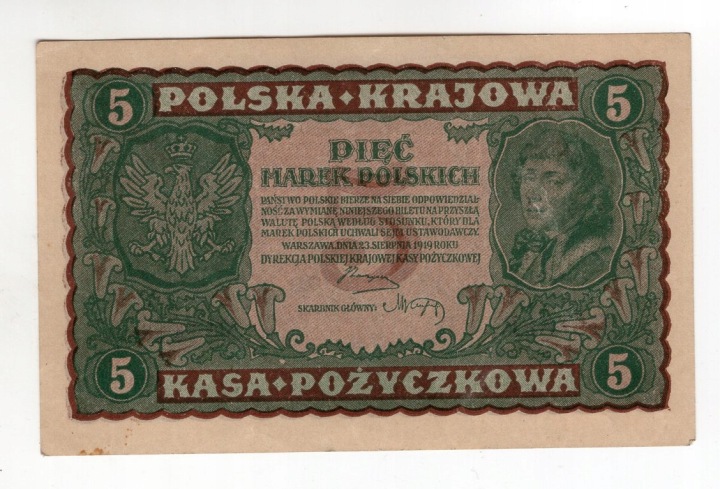 5 POLSKA·KRAJOWA 5
PIĘĆ
MAREK POLSKICH
PAŃSTWO POLSKIE BIERZE NA SIEBIE ODPOWIEDZIAL-
NOŚĆ ZA WYMIANĘ NINIEJSZEGO BILETU NA PRZYSZŁĄ
WALUTĘ POLSKĄ WEDŁUG STOSUNKU, KTÓRY DLA
MAREK POLSKICH UCHWALI SEJM USTAWODAWCZY.
WARSZAWA, DNIA 23. SIERPNIA 1919 ROKU
DYREKCJA POLSKIEJ KRAJOWEJ KASY POŻYCZKOWEJ
SKARBNIK GŁÓWNY:
5 KASA·POŻYCZKOWA 5